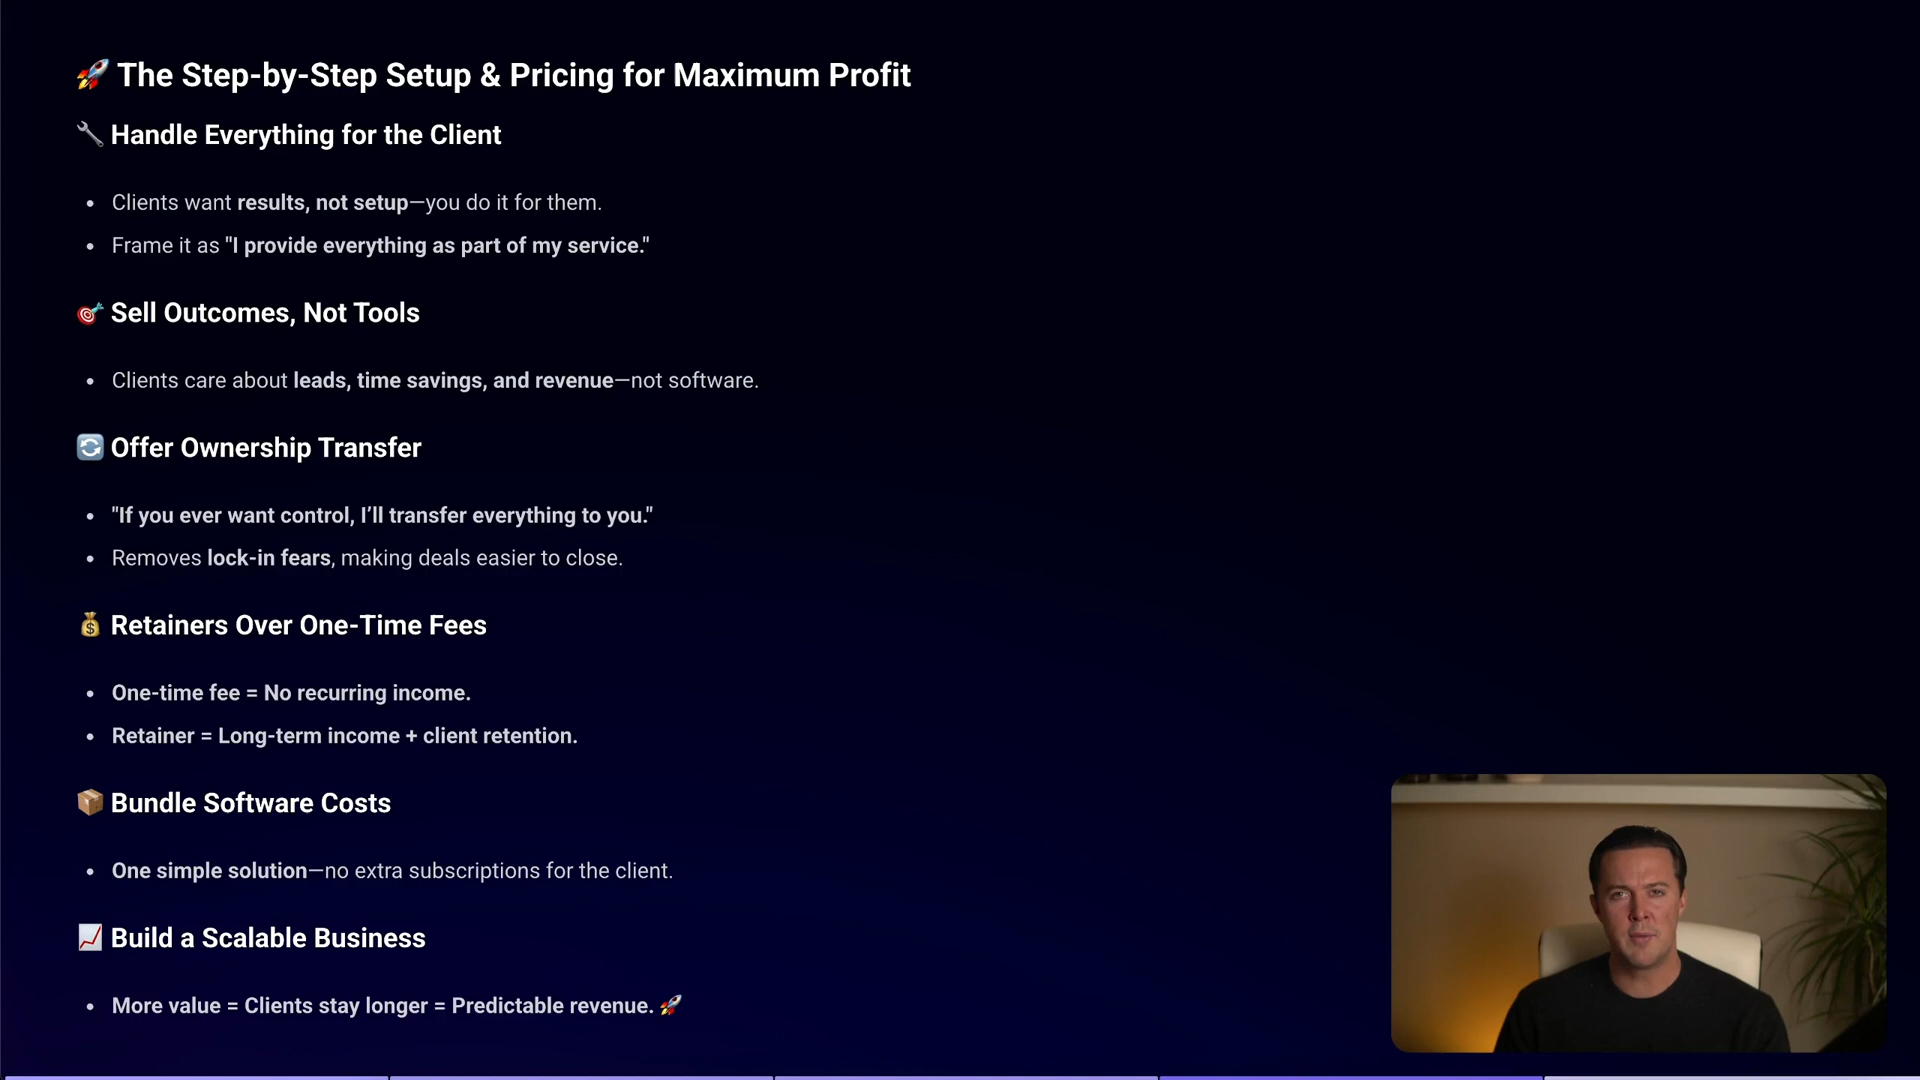 🚀 The Step-by-Step Setup & Pricing for Maximum Profit
🔧 Handle Everything for the Client
• Clients want results, not setup—you do it for them.
• Frame it as "I provide everything as part of my service."
🎯 Sell Outcomes, Not Tools
• Clients care about leads, time savings, and revenue—not software.
🔄 Offer Ownership Transfer
• "If you ever want control, I’ll transfer everything to you."
• Removes lock-in fears, making deals easier to close.
💰 Retainers Over One-Time Fees
• One-time fee = No recurring income.
• Retainer = Long-term income + client retention.
📦 Bundle Software Costs
• One simple solution—no extra subscriptions for the client.
📈 Build a Scalable Business
• More value = Clients stay longer = Predictable revenue. 🚀